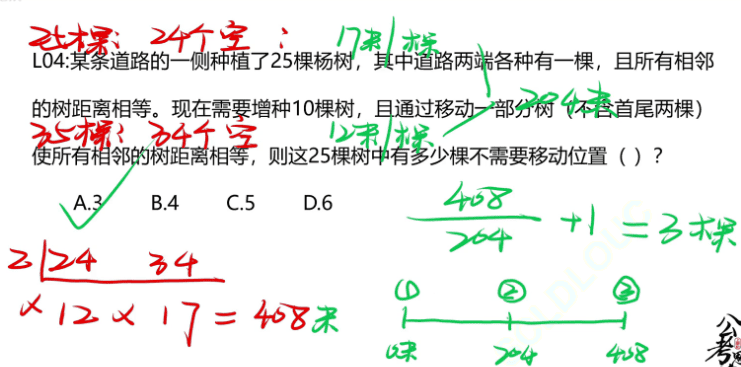 25棵：24个空： 17米/棵
L04:某条道路的一侧种植了25棵杨树，其中道路两端各种有一棵，且所有相邻
的树距离相等。现在需要增种10棵树，且通过移动一部分树（不含首尾两棵）
204米
35棵：34个空 12米/棵
使所有相邻的树距离相等，则这25棵树中有多少棵不需要移动位置（ ）？
A.3 B.4 C.5 D.6
408/204 +1 =3棵
2 24 34
× 12 × 17 = 408米
① ② ③
0米 204 408
公考